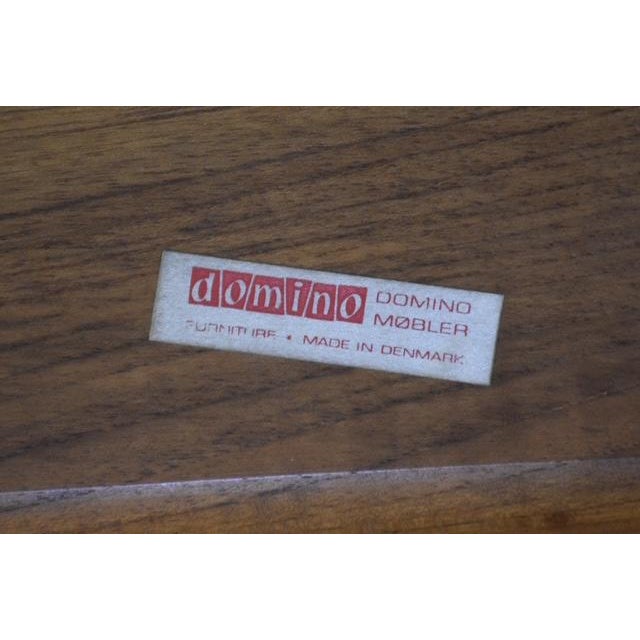 domino
DOMINO
MØBLER
FURNITURE • MADE IN DENMARK